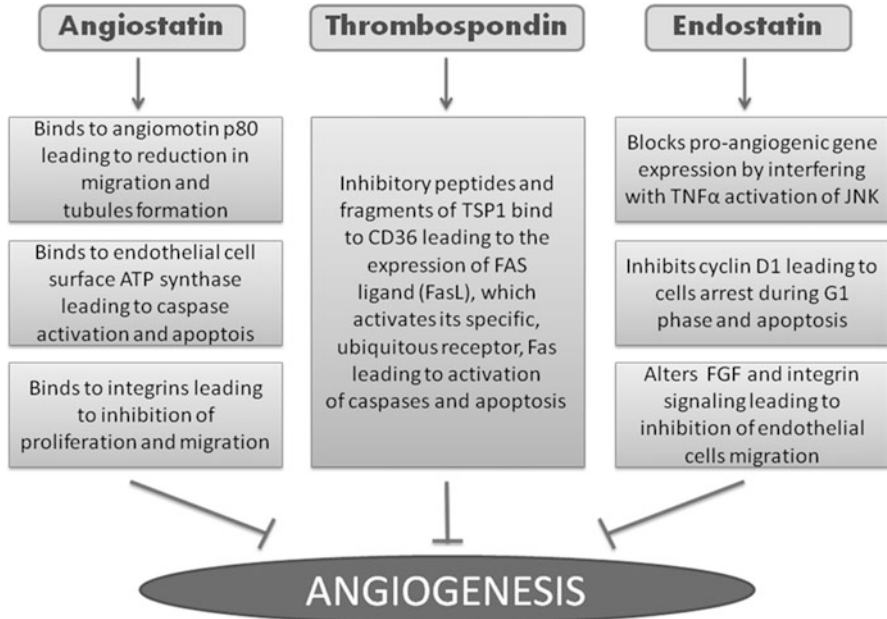 Angiostatin
Binds to angiomotin p80
leading to reduction in
migration and
tubules formation
Binds to endothelial cell
surface ATP synthase
leading to caspase
activation and apoptois
Binds to integrins leading
to inhibition of
proliferation and migration
Thrombospondin
Inhibitory peptides and
fragments of TSP1 bind
to CD36 leading to the
expression of FAS
ligand (FasL), which
activates its specific,
ubiquitous receptor, Fas
leading to activation
of caspases and apoptosis
Endostatin
Blocks pro-angiogenic gene
expression by interfering
with TNFα activation of JNK
Inhibits cyclin D1 leading to
cells arrest during G1
phase and apoptosis
Alters FGF and integrin
signaling leading to
inhibition of endothelial
cells migration
ANGIOGENESIS